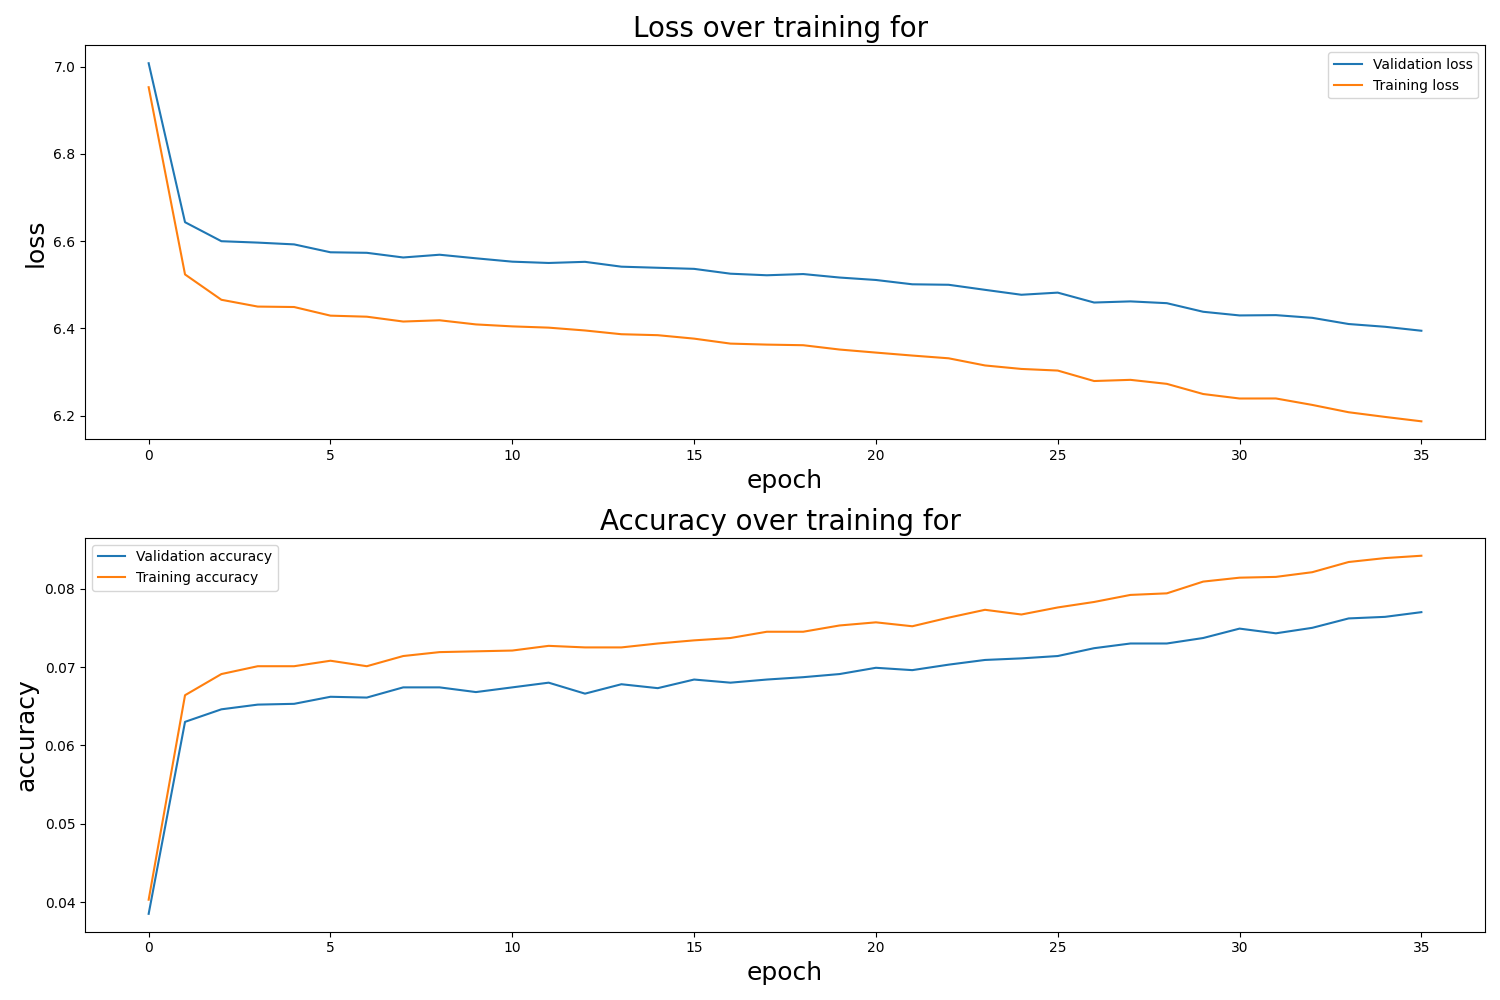 Loss over training for
Validation loss
Training loss
7.0
6.8
6.6
6.4
6.2
loss
0 5 10 15 20 25 30 35
epoch
Accuracy over training for
Validation accuracy
Training accuracy
0.08
0.07
0.06
0.05
0.04
accuracy
0 5 10 15 20 25 30 35
epoch